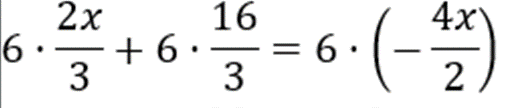 6 · 2x/3 + 6 · 16/3 = 6 · (− 4x/2)